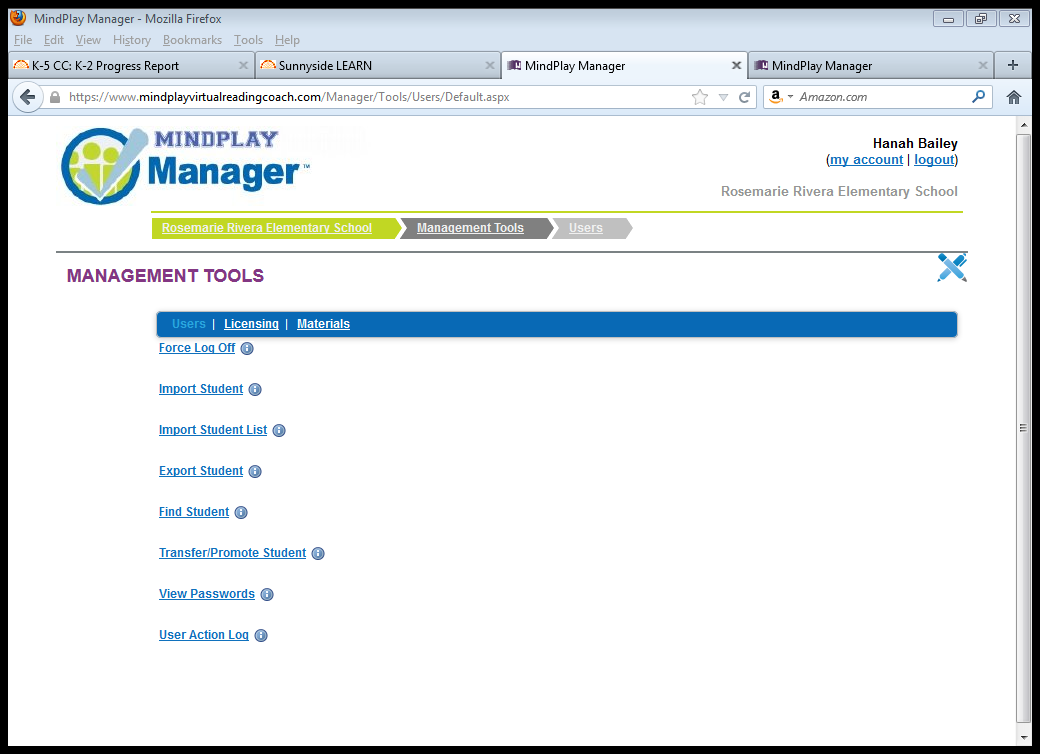 MindPlay Manager - Mozilla Firefox
File Edit View History Bookmarks Tools Help
K-5 CC: K-2 Progress Report Sunnyside LEARN MindPlay Manager MindPlay Manager
https://www.mindplayvirtualreadingcoach.com/Manager/Tools/Users/Default.aspx Amazon.com
MINDPLAY
Manager™
Hanah Bailey
(my account | logout)
Rosemarie Rivera Elementary School
Rosemarie Rivera Elementary School Management Tools Users
MANAGEMENT TOOLS
Users | Licensing | Materials
Force Log Off
Import Student
Import Student List
Export Student
Find Student
Transfer/Promote Student
View Passwords
User Action Log